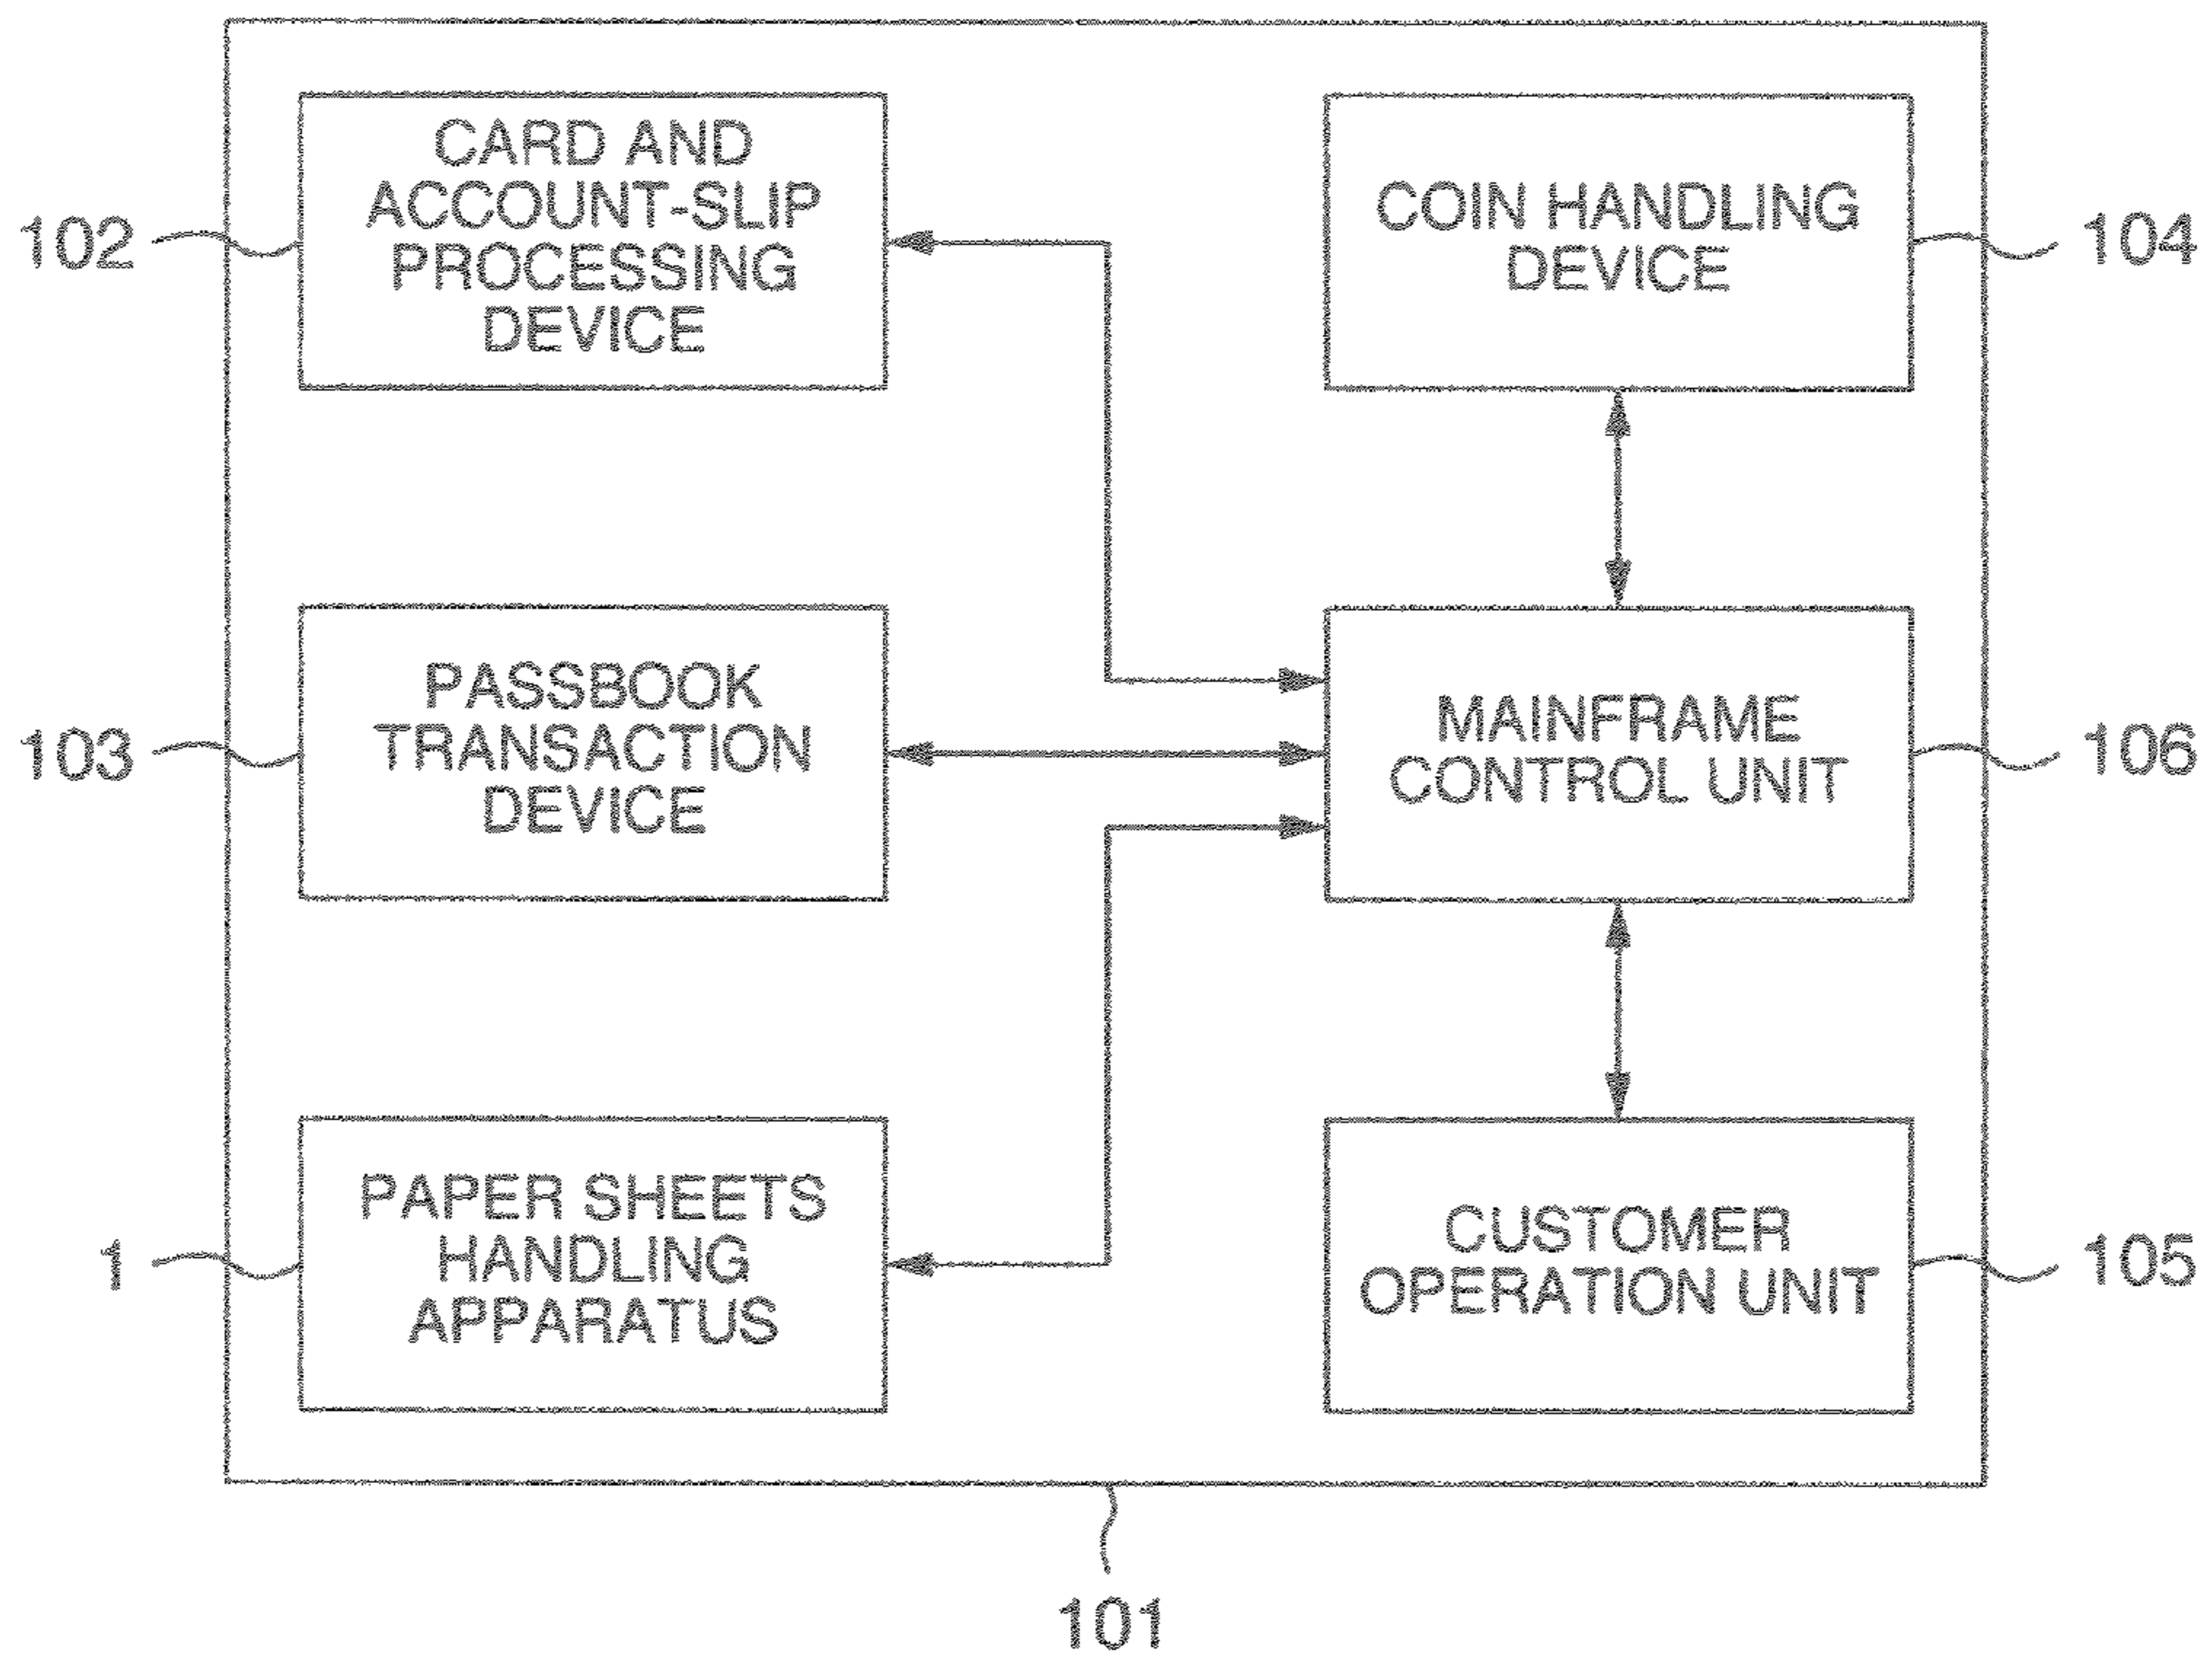 CARD AND
ACCOUNT-SLIP
PROCESSING
DEVICE
102
COIN HANDLING
DEVICE
104
PASSBOOK
TRANSACTION
DEVICE
103
MAINFRAME
CONTROL UNIT
106
PAPER SHEETS
HANDLING
APPARATUS
1
CUSTOMER
OPERATION UNIT
105
101